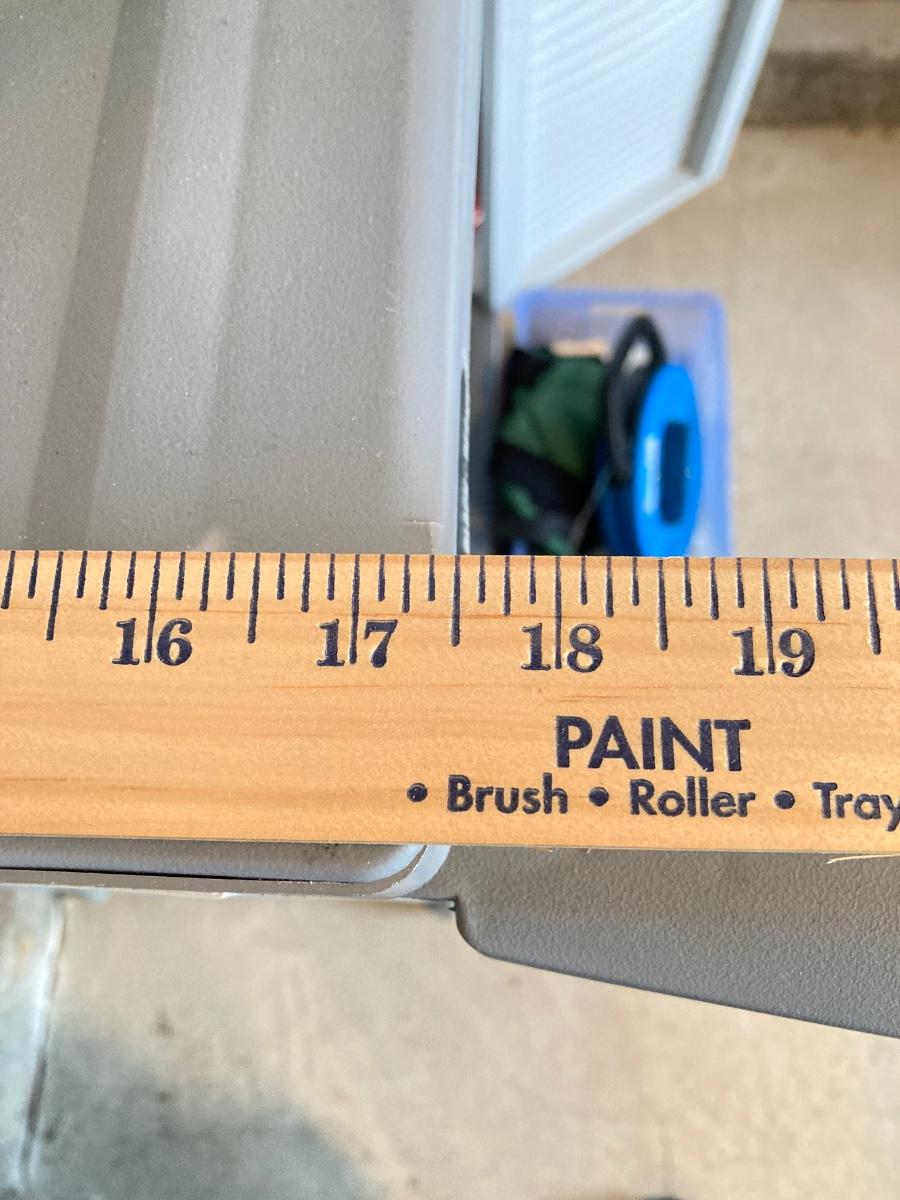 16 17 18 19
PAINT
• Brush • Roller • Tray